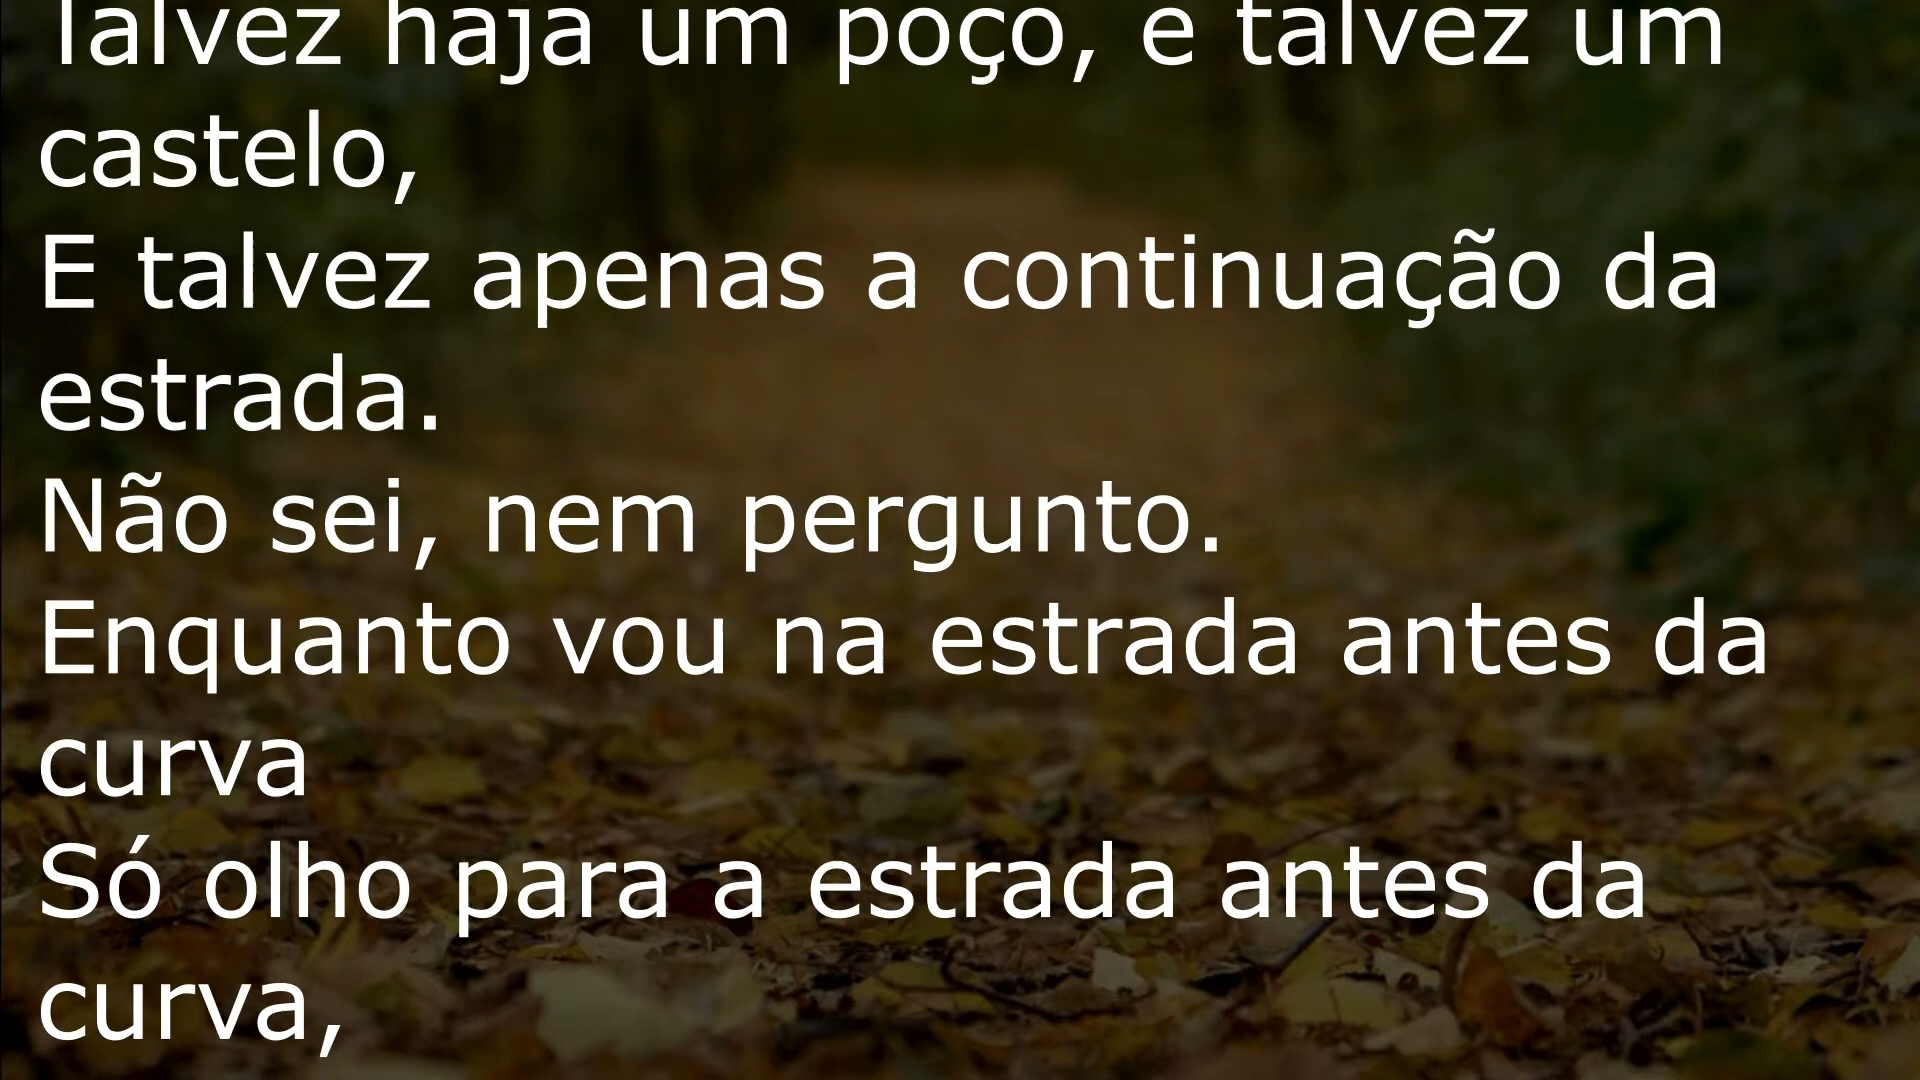 Talvez haja um poço, e talvez um
castelo,
E talvez apenas a continuação da
estrada.
Não sei, nem pergunto.
Enquanto vou na estrada antes da
curva
Só olho para a estrada antes da
curva,